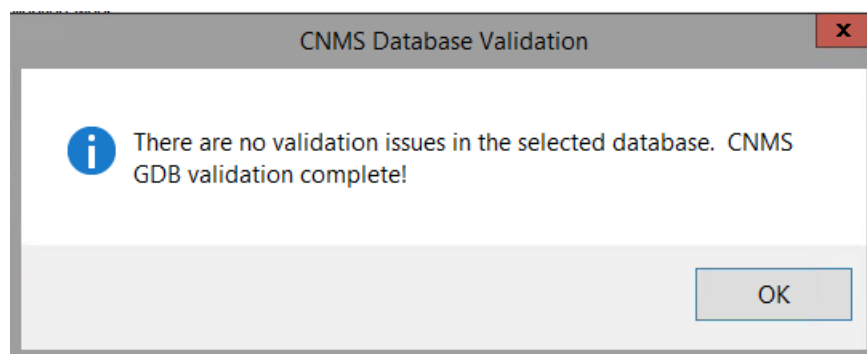 CNMS Database Validation
x
There are no validation issues in the selected database.  CNMS
GDB validation complete!
OK